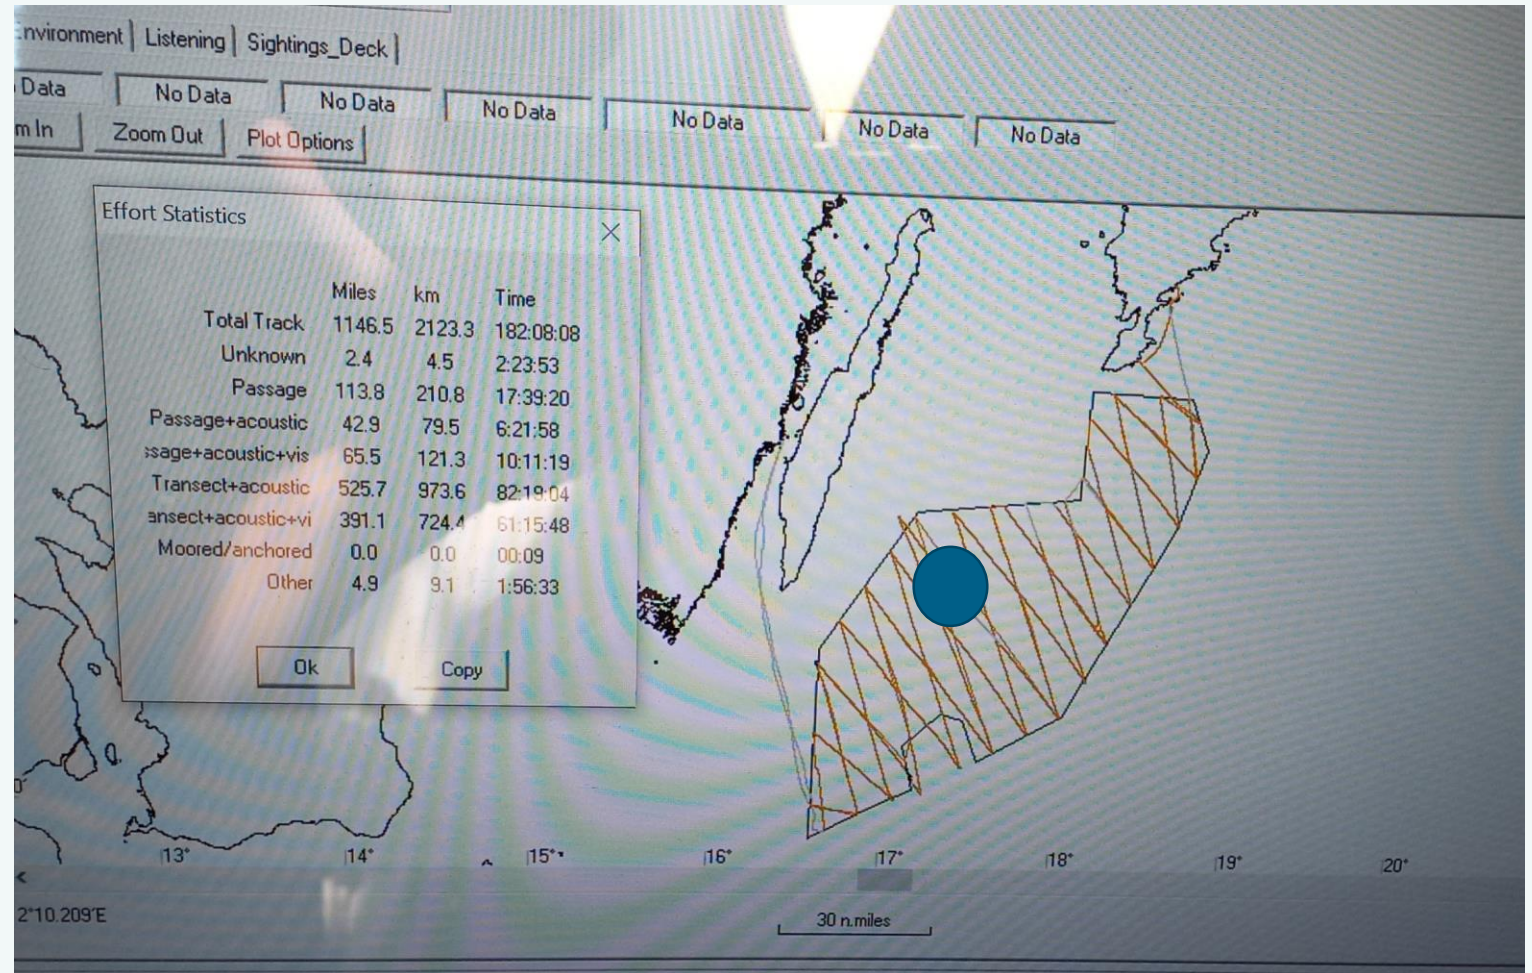 nvironment Listening Sightings_Deck
Data No Data No Data No Data No Data No Data No Data
m In Zoom Out Plot Options
Effort Statistics
Miles km Time
Total Track 1146.5 2123.3 182:08:08
Unknown 2.4 4.5 2:23:53
Passage 113.8 210.8 17:39:20
Passage+acoustic 42.9 79.5 6:21:58
ssage+acoustic+vis 65.5 121.3 10:11:19
Transect+acoustic 525.7 973.6 82:19:04
ansect+acoustic+vi 391.1 724.4 61:15:48
Moored/anchored 0.0 0.0 00:09
Other 4.9 9.1 1:56:33
Ok Copy
0'
13° 14° 15° 16° 17° 18° 19° 20°
2°10.209'E
30 n.miles